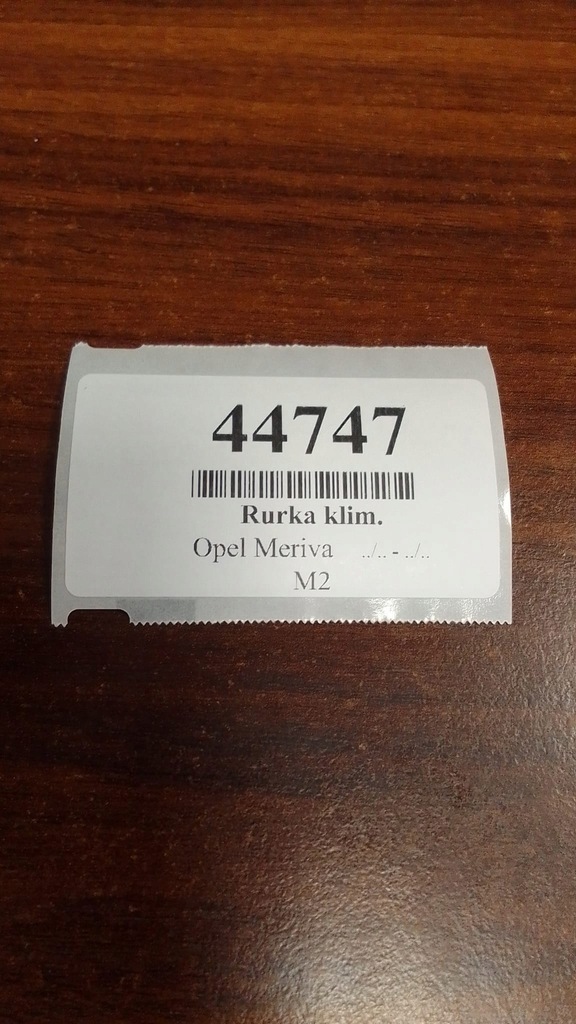 44747
Rurka klim.
Opel Meriva ../.. - ../..
M2